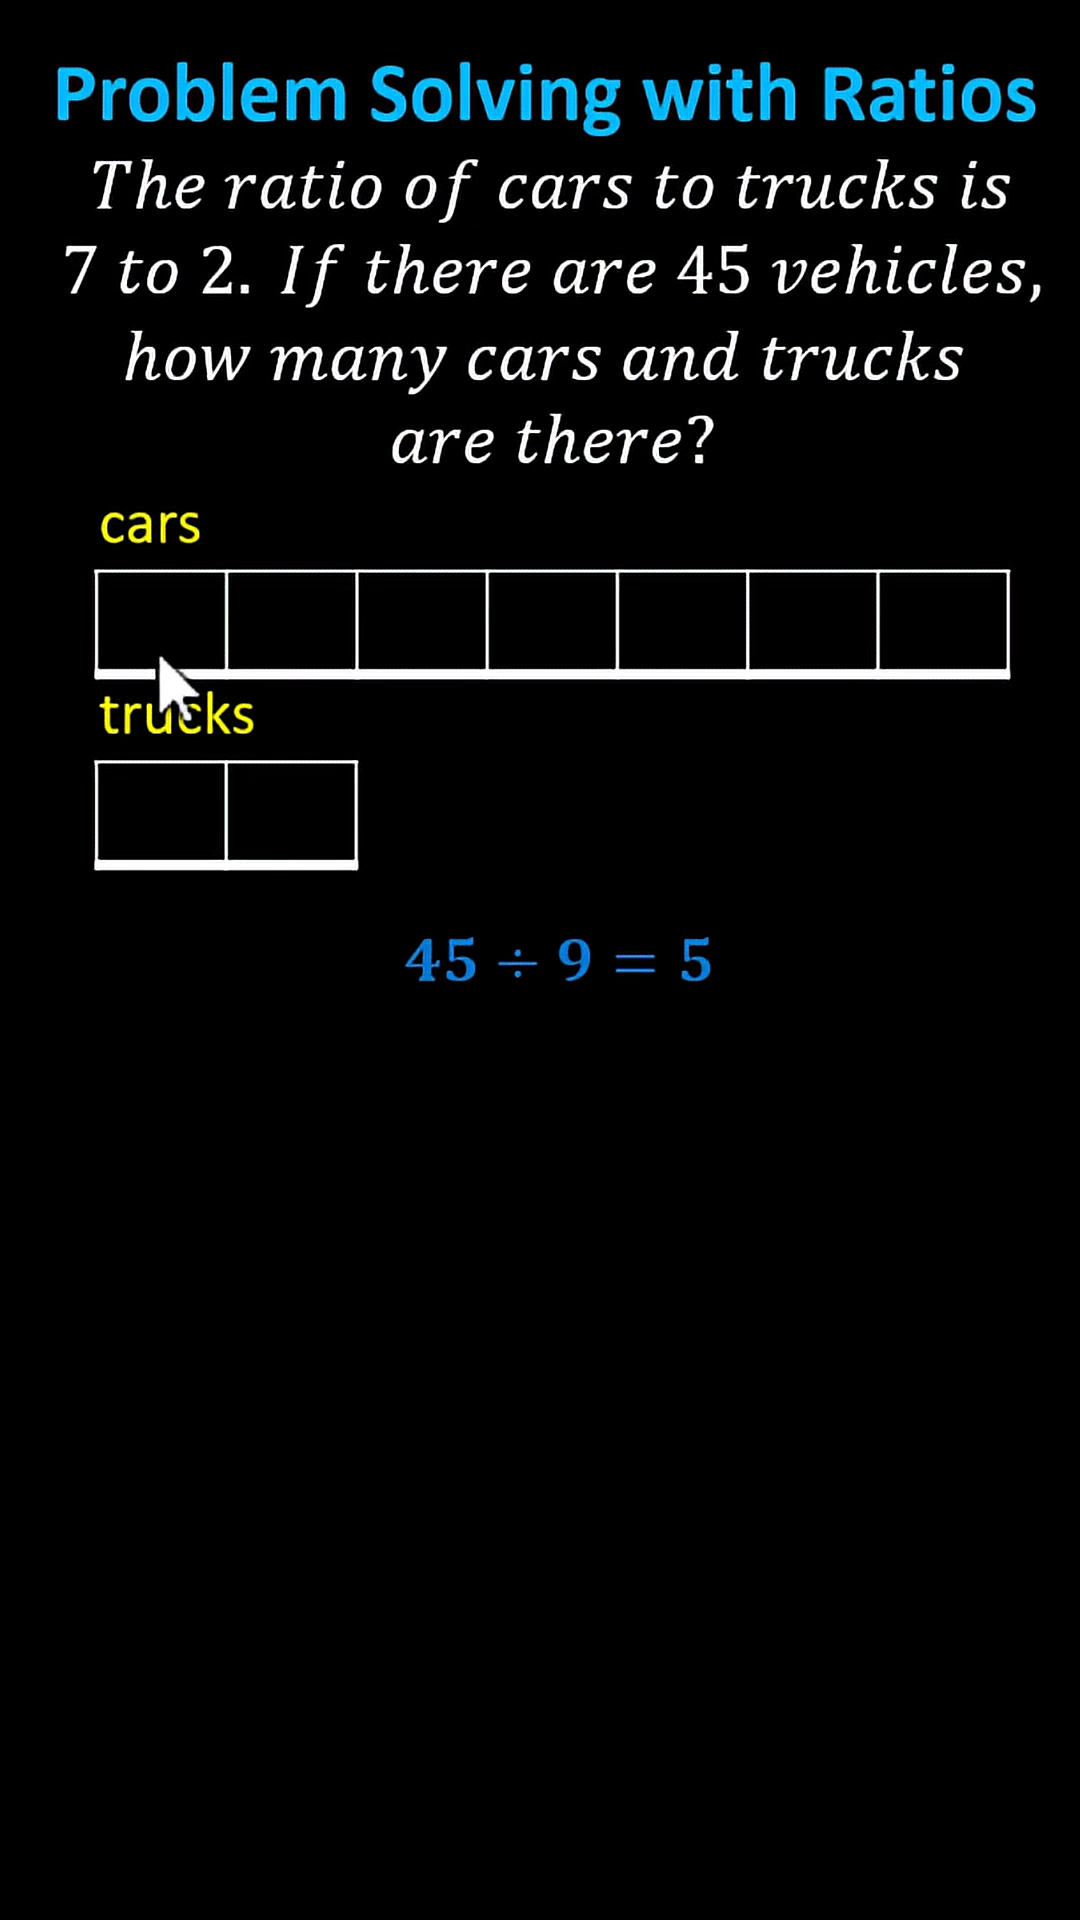 Problem Solving with Ratios
The ratio of cars to trucks is
7 to 2. If there are 45 vehicles,
how many cars and trucks
are there?
cars
trucks
45 ÷ 9 = 5